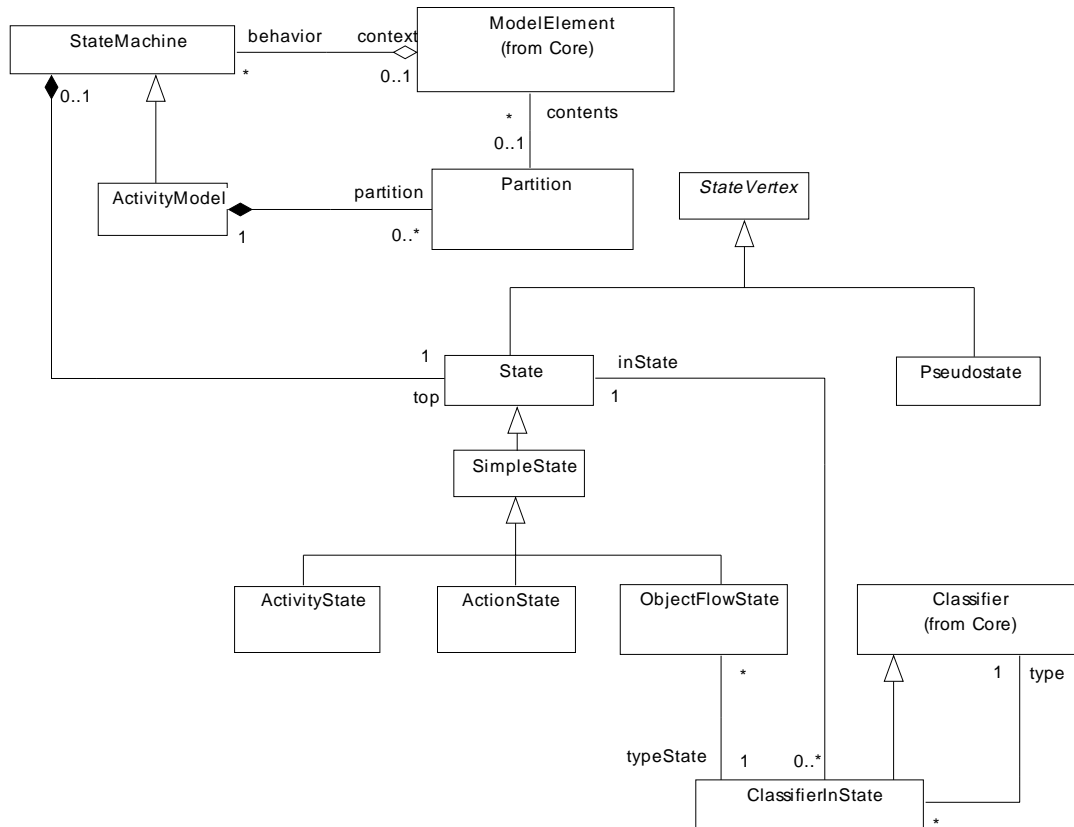 ModelElement
(from Core)
StateMachine
behavior
context
*
0..1
0..1
contents
*
0..1
ActivityModel
partition
Partition
StateVertex
1
0..*
1
State
inState
Pseudostate
top
1
SimpleState
ActivityState
ActionState
ObjectFlowState
Classifier
(from Core)
*
1
type
typeState
1
0..*
ClassifierInState
*